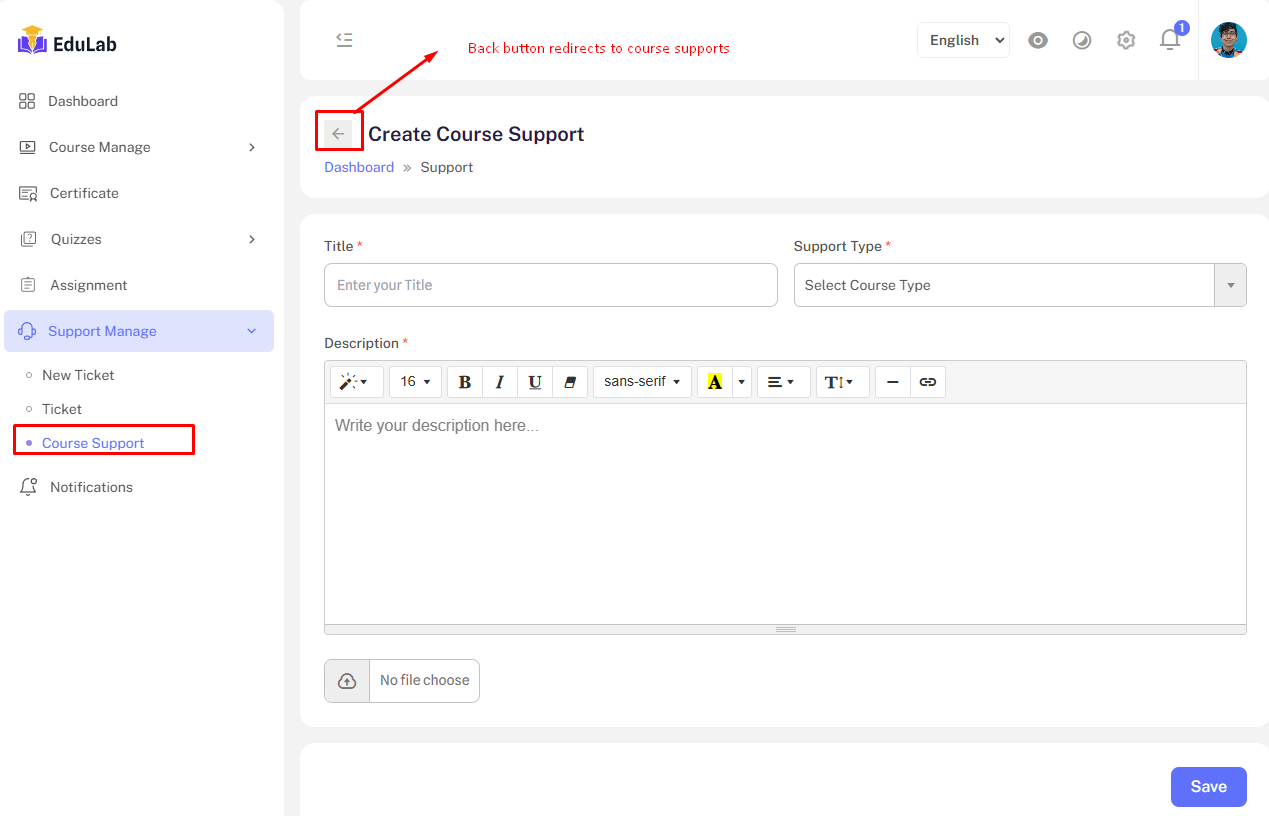 EduLab
Dashboard
Course Manage
Certificate
Quizzes
Assignment
Support Manage
New Ticket
Ticket
Course Support
Notifications
Back button redirects to course supports
English
1
Create Course Support
Dashboard » Support
Title *
Enter your Title
Support Type *
Select Course Type
Description *
16 B I U sans-serif A T
Write your description here...
No file choose
Save